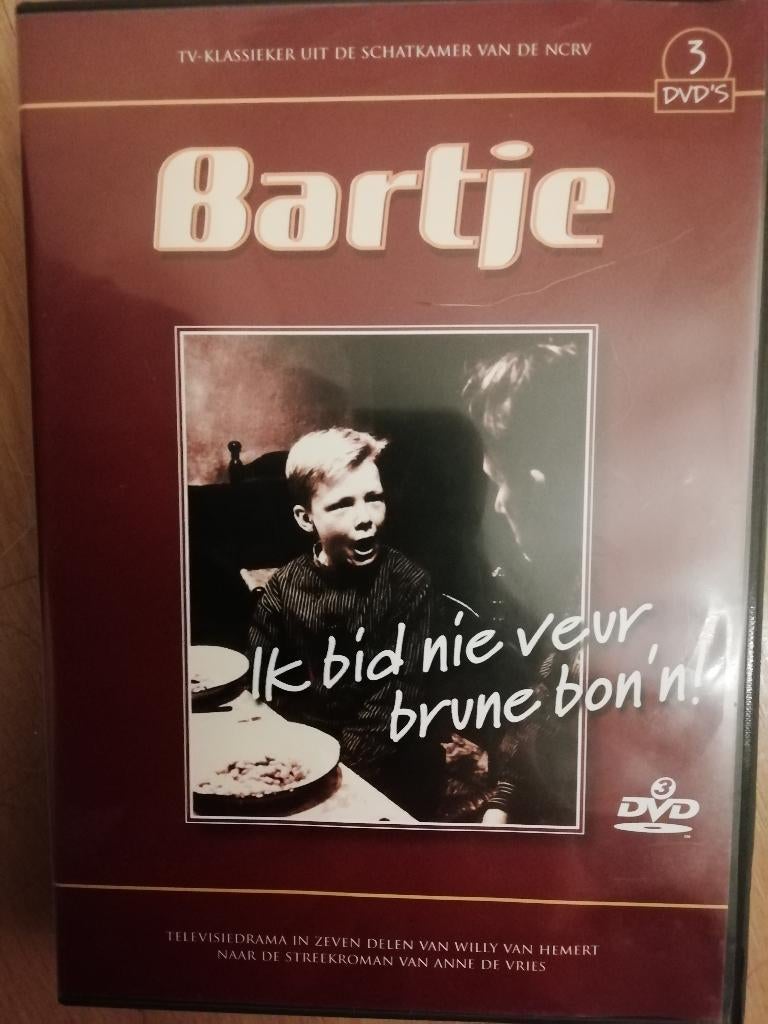 TV-KLASSIEKER UIT DE SCHATKAMER VAN DE NCRV
3
DVD'S
Bartje
Ik bid nie veur
brune bon'n!
3
DVD
TELEVISIEDRAMA IN ZEVEN DELEN VAN WILLY VAN HEMERT
NAAR DE STREEKROMAN VAN ANNE DE VRIES